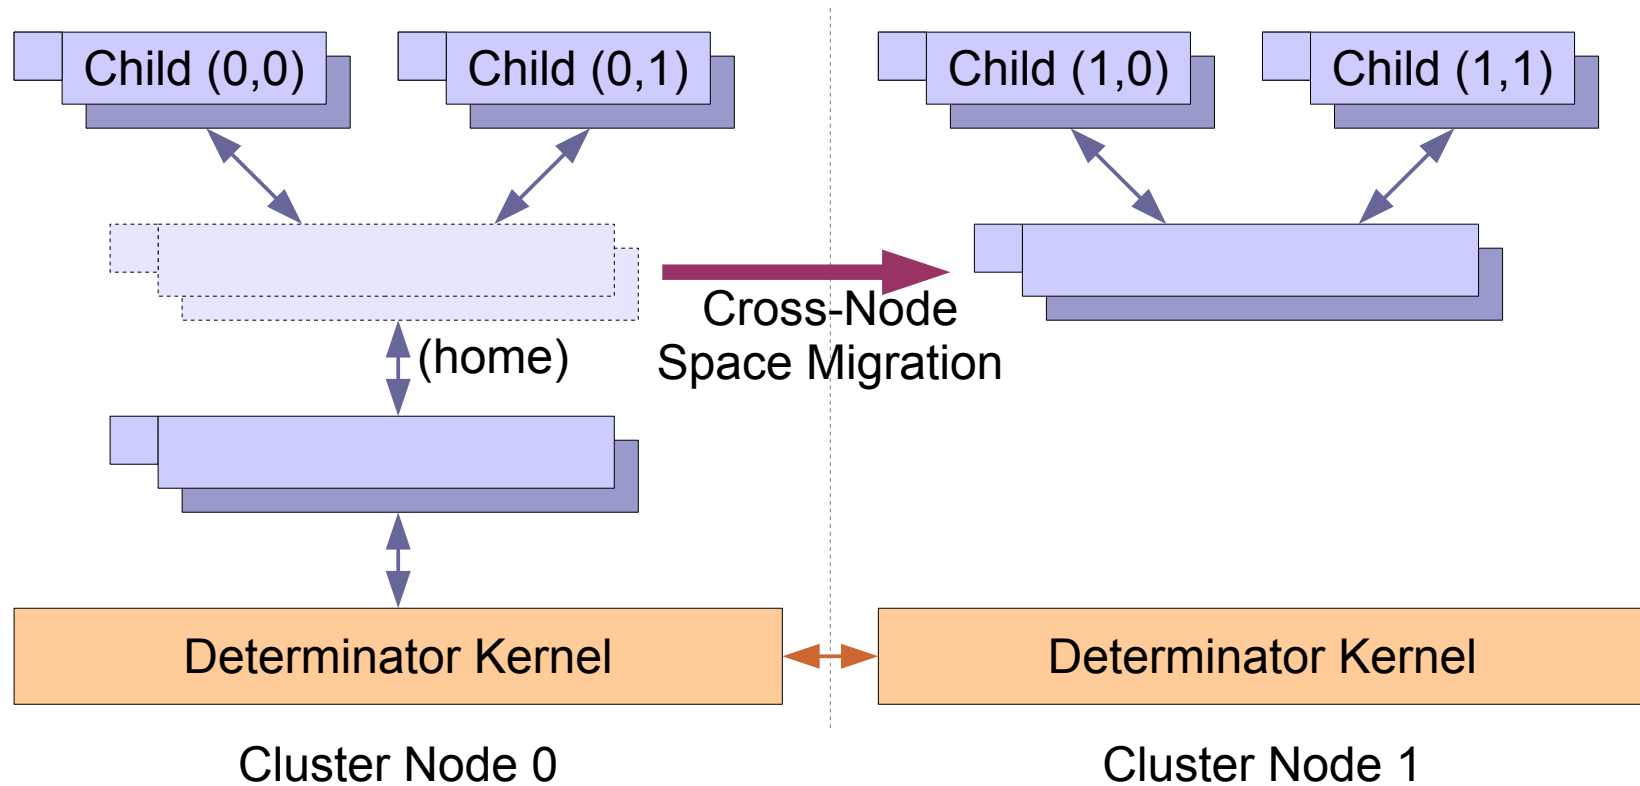 Child (0,0)
Child (0,1)
Child (1,0)
Child (1,1)
Cross-Node
Space Migration
(home)
Determinator Kernel
Determinator Kernel
Cluster Node 0
Cluster Node 1